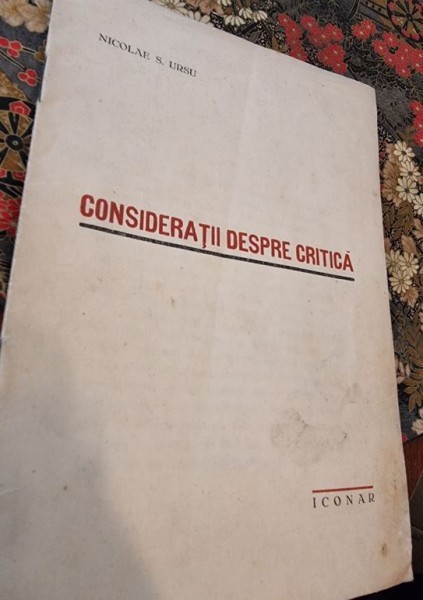 NICOLAE S. URSU
CONSIDERAŢII DESPRE CRITICĂ
ICONAR